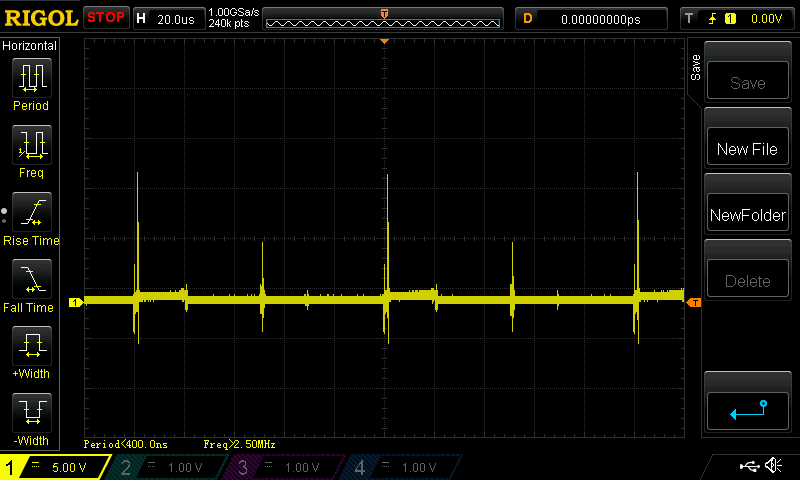 RIGOL STOP H 20.0us 1.00GSa/s 240k pts T D 0.00000000ps T 1 0.00V
Horizontal
Period
Freq
Rise Time
Fall Time
+Width
-Width
1
T
Period<400.0ns Freq>2.50MHz
Save
Save
New File
NewFolder
Delete
1 5.00 V 2 1.00 V 3 1.00 V 4 1.00 V